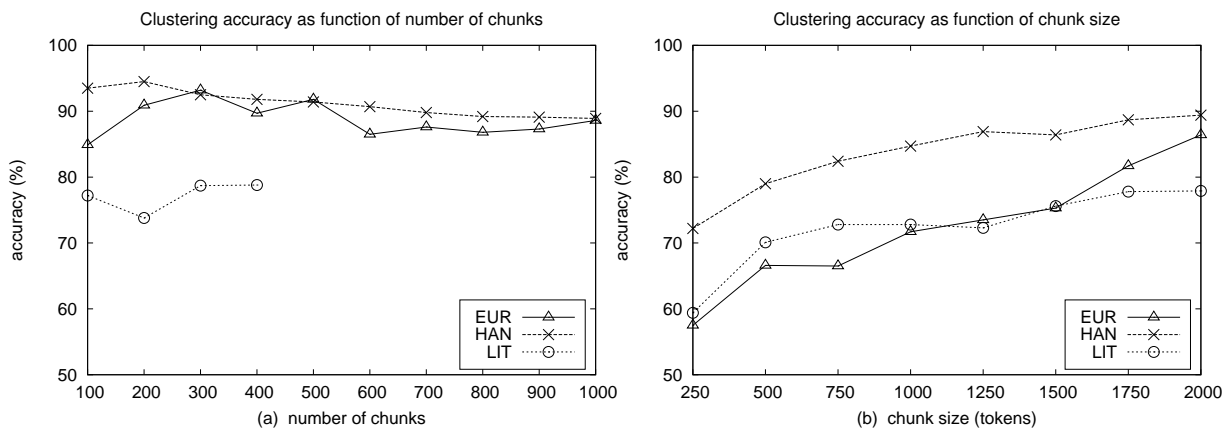 Clustering accuracy as function of number of chunks
100
90
80
70
60
50
accuracy (%)
EUR
HAN
LIT
100 200 300 400 500 600 700 800 900 1000
(a) number of chunks
Clustering accuracy as function of chunk size
100
90
80
70
60
50
accuracy (%)
EUR
HAN
LIT
250 500 750 1000 1250 1500 1750 2000
(b) chunk size (tokens)